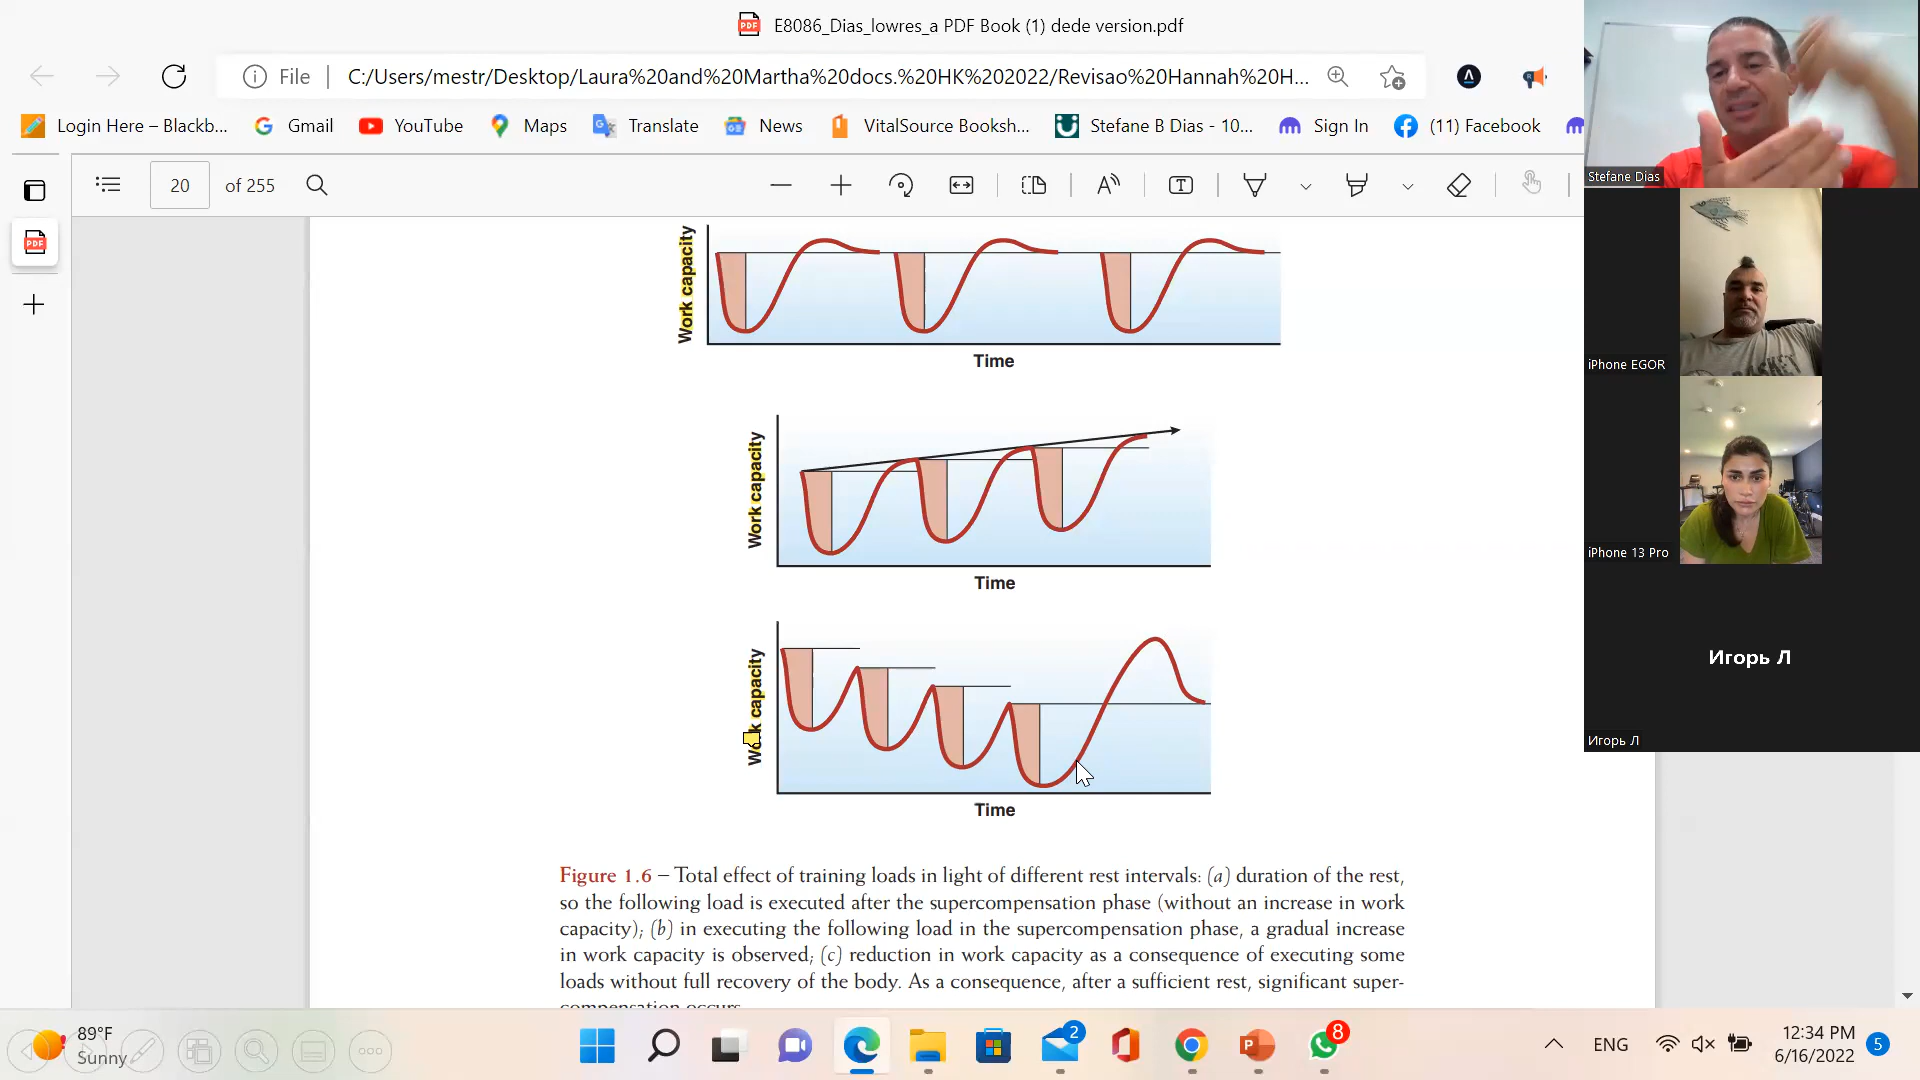 E8086_Dias_lowres_a PDF Book (1) dede version.pdf
File
C:/Users/mestr/Desktop/Laura%20and%20Martha%20docs.%20HK%202022/Revisao%20Hannah%20H...
Login Here – Blackb...
Gmail
YouTube
Maps
Translate
News
VitalSource Booksh...
Stefane B Dias - 10...
Sign In
(11) Facebook
20
of 255
Work capacity
Time
Work capacity
Time
Work capacity
Time
Figure 1.6 – Total effect of training loads in light of different rest intervals: (a) duration of the rest,
so the following load is executed after the supercompensation phase (without an increase in work
capacity); (b) in executing the following load in the supercompensation phase, a gradual increase
in work capacity is observed; (c) reduction in work capacity as a consequence of executing some
loads without full recovery of the body. As a consequence, after a sufficient rest, significant super-
compensation occurs
Stefane Dias
iPhone EGOR
iPhone 13 Pro
Игорь Л
Игорь Л
89°F
Sunny
2
8
ENG
12:34 PM
6/16/2022
5